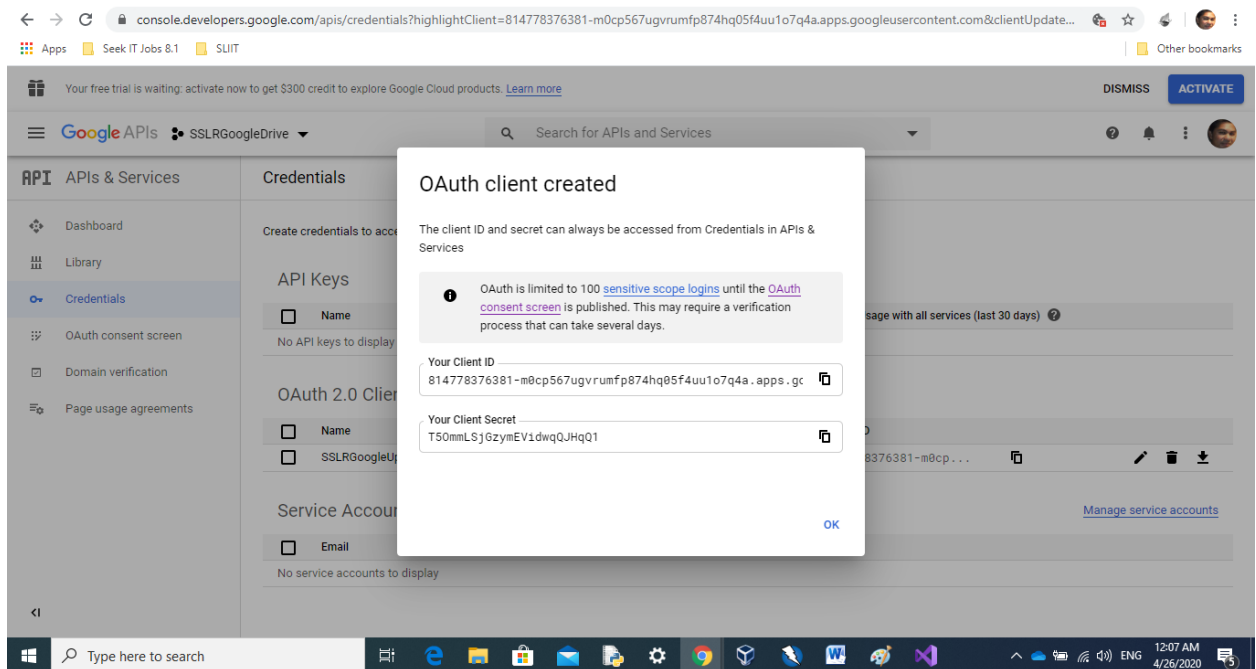 console.developers.google.com/apis/credentials?highlightClient=814778376381-m0cp567ugvrumfp874hq05f4uu1o7q4a.apps.googleusercontent.com&clientUpdate...
Apps Seek IT Jobs 8.1 SLIIT Other bookmarks
Your free trial is waiting: activate now to get $300 credit to explore Google Cloud products. Learn more DISMISS ACTIVATE
Google APIs SSLRGoogleDrive Search for APIs and Services
API APIs & Services Credentials
Dashboard
Library
Credentials
OAuth consent screen
Domain verification
Page usage agreements
Create credentials to acce
API Keys
Name
sage with all services (last 30 days)
No API keys to display
OAuth 2.0 Clien
Name
SSLRGoogleUp 8376381-m0cp...
Service Accoun
Manage service accounts
Email
No service accounts to display
OAuth client created
The client ID and secret can always be accessed from Credentials in APIs &
Services
OAuth is limited to 100 sensitive scope logins until the OAuth
consent screen is published. This may require a verification
process that can take several days.
Your Client ID
814778376381-m0cp567ugvrumfp874hq05f4uu1o7q4a.apps.gc
Your Client Secret
T5OmmLSjGzymEVidwqQJHqQ1
OK
Type here to search
ENG
12:07 AM
4/26/2020